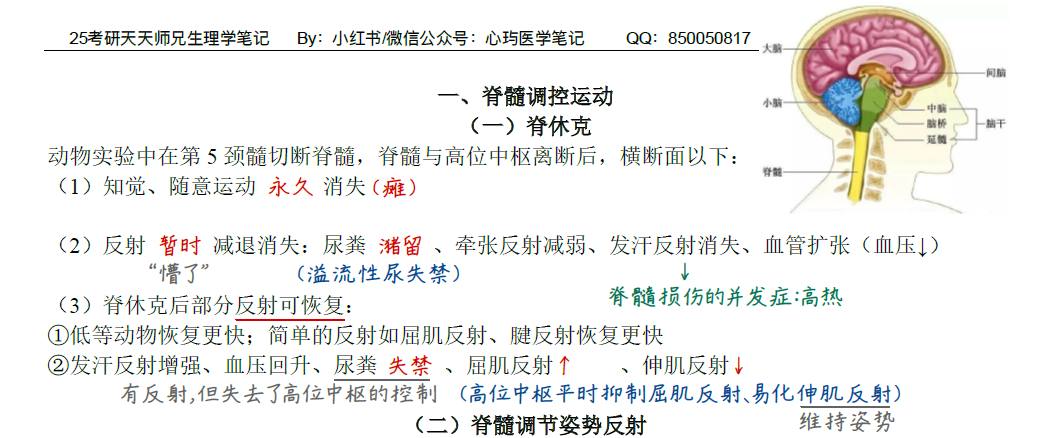 25考研天天师兄生理学笔记 By：小红书/微信公众号：心玙医学笔记 QQ：850050817
大脑
间脑
小脑
中脑
脑桥
脑干
延髓
脊髓
一、脊髓调控运动
（一）脊休克
动物实验中在第 5 颈髓切断脊髓，脊髓与高位中枢离断后，横断面以下：
（1）知觉、随意运动 永久 消失(瘫)
（2）反射 暂时 减退消失：尿粪 潴留 、牵张反射减弱、发汗反射消失、血管扩张（血压↓）
“懵了” (溢流性尿失禁) ↓
脊髓损伤的并发症:高热
（3）脊休克后部分反射可恢复：
①低等动物恢复更快；简单的反射如屈肌反射、腱反射恢复更快
②发汗反射增强、血压回升、尿粪 失禁 、屈肌反射↑ 、伸肌反射↓
有反射,但失去了高位中枢的控制 (高位中枢平时抑制屈肌反射、易化伸肌反射)
维持姿势
（二）脊髓调节姿势反射